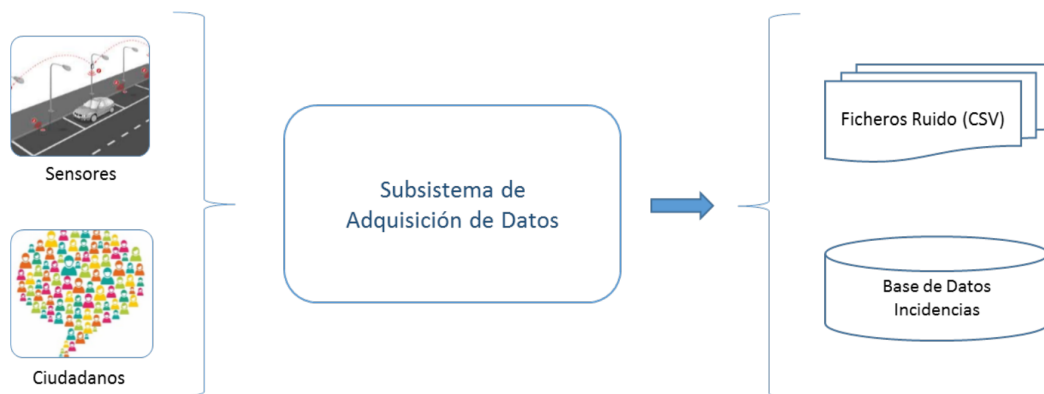 Sensores
Ciudadanos
Subsistema de
Adquisición de Datos
Ficheros Ruido (CSV)
Base de Datos
Incidencias